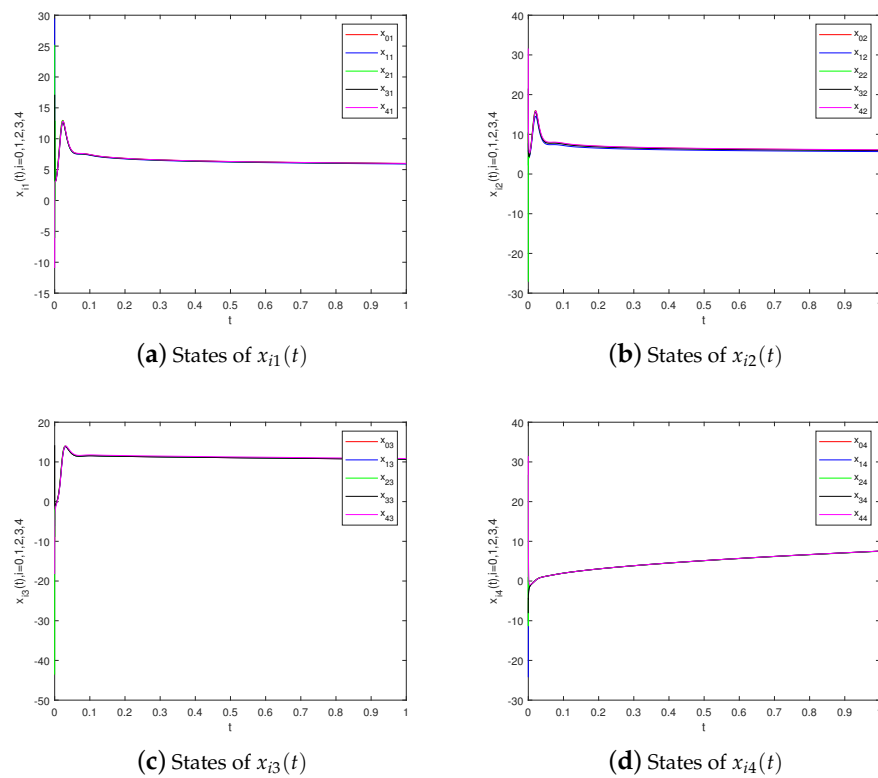 30
25
20
15
10
5
0
-5
-10
-15
x_{i1}(t),i=0,1,2,3,4
0 0.1 0.2 0.3 0.4 0.5 0.6 0.7 0.8 0.9 1
t
x_{01}
x_{11}
x_{21}
x_{31}
x_{41}
(a) States of x_{i1}(t)
40
30
20
10
0
-10
-20
-30
x_{i2}(t),i=0,1,2,3,4
0 0.1 0.2 0.3 0.4 0.5 0.6 0.7 0.8 0.9 1
t
x_{02}
x_{12}
x_{22}
x_{32}
x_{42}
(b) States of x_{i2}(t)
20
10
0
-10
-20
-30
-40
-50
x_{i3}(t),i=0,1,2,3,4
0 0.1 0.2 0.3 0.4 0.5 0.6 0.7 0.8 0.9 1
t
x_{03}
x_{13}
x_{23}
x_{33}
x_{43}
(c) States of x_{i3}(t)
40
30
20
10
0
-10
-20
-30
x_{i4}(t),i=0,1,2,3,4
0 0.1 0.2 0.3 0.4 0.5 0.6 0.7 0.8 0.9 1
t
x_{04}
x_{14}
x_{24}
x_{34}
x_{44}
(d) States of x_{i4}(t)